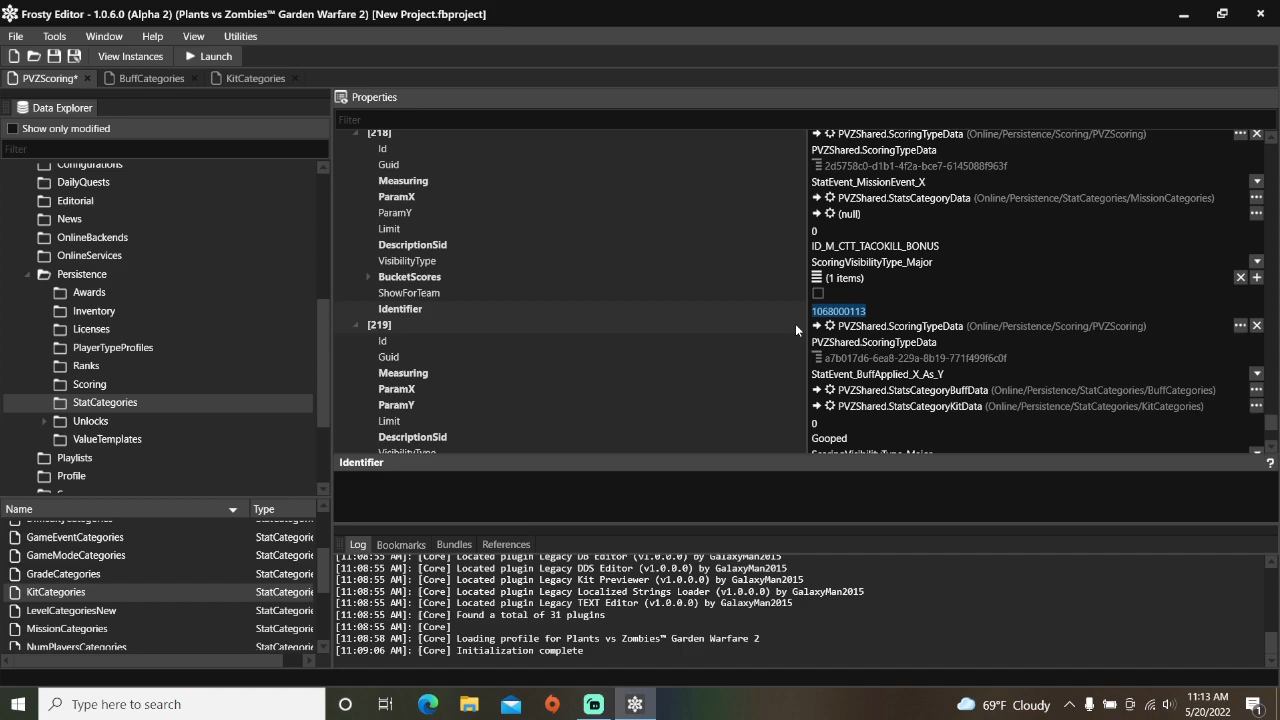 Frosty Editor - 1.0.6.0 (Alpha 2) (Plants vs Zombies™ Garden Warfare 2) [New Project.fbproject]
File Tools Window Help View Utilities
View Instances Launch
PVZScoring* BuffCategories KitCategories
Data Explorer
Show only modified
Filter
Configurations
DailyQuests
Editorial
News
OnlineBackends
OnlineServices
Persistence
Awards
Inventory
Licenses
PlayerTypeProfiles
Ranks
Scoring
StatCategories
Unlocks
ValueTemplates
Playlists
Profile
Name Type
DifficultyCategories StatCategori
GameEventCategories StatCategori
GameModeCategories StatCategori
GradeCategories StatCategori
KitCategories StatCategori
LevelCategoriesNew StatCategori
MissionCategories StatCategori
NumPlayersCategories StatCategori
Properties
Filter
[218] PVZShared.ScoringTypeData (Online/Persistence/Scoring/PVZScoring)
Id PVZShared.ScoringTypeData
Guid 2d5758c0-d1b1-4f2a-bce7-6145088f963f
Measuring StatEvent_MissionEvent_X
ParamX PVZShared.StatsCategoryData (Online/Persistence/StatCategories/MissionCategories)
ParamY (null)
Limit 0
DescriptionSid ID_M_CTT_TACOKILL_BONUS
VisibilityType ScoringVisibilityType_Major
BucketScores (1 items)
ShowForTeam
Identifier 1068000113
[219] PVZShared.ScoringTypeData (Online/Persistence/Scoring/PVZScoring)
Id PVZShared.ScoringTypeData
Guid a7b017d6-6ea8-229a-8b19-771f499f6c0f
Measuring StatEvent_BuffApplied_X_As_Y
ParamX PVZShared.StatsCategoryBuffData (Online/Persistence/StatCategories/BuffCategories)
ParamY PVZShared.StatsCategoryKitData (Online/Persistence/StatCategories/KitCategories)
Limit 0
DescriptionSid Gooped
VisibilityType ScoringVisibilityType_Major
Identifier ?
Log Bookmarks Bundles References
[11:08:55 AM]: [Core] Located plugin Legacy Db Editor (v1.0.0.0) by GalaxyMan2015
[11:08:55 AM]: [Core] Located plugin Legacy DDS Editor (v1.0.0.0) by GalaxyMan2015
[11:08:55 AM]: [Core] Located plugin Legacy Kit Previewer (v1.0.0.0) by GalaxyMan2015
[11:08:55 AM]: [Core] Located plugin Legacy Localized Strings Loader (v1.0.0.0) by GalaxyMan2015
[11:08:55 AM]: [Core] Located plugin Legacy TEXT Editor (v1.0.0.0) by GalaxyMan2015
[11:08:55 AM]: [Core] Found a total of 31 plugins
[11:08:55 AM]: [Core]
[11:08:58 AM]: [Core] Loading profile for Plants vs Zombies™ Garden Warfare 2
[11:09:06 AM]: [Core] Initialization complete
Type here to search
69°F Cloudy
11:13 AM
5/20/2022
1